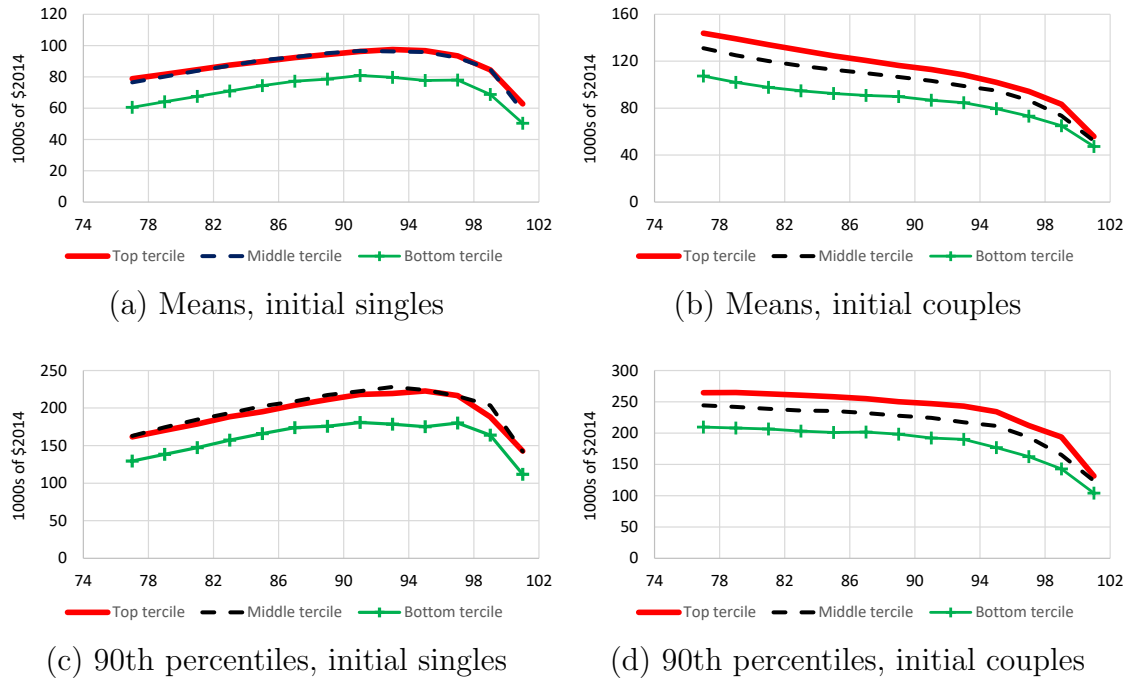 120
100
80
60
40
20
0
1000s of $2014
74 78 82 86 90 94 98 102
Top tercile Middle tercile Bottom tercile
(a) Means, initial singles
160
120
80
40
0
1000s of $2014
74 78 82 86 90 94 98 102
Top tercile Middle tercile Bottom tercile
(b) Means, initial couples
250
200
150
100
50
0
1000s of $2014
74 78 82 86 90 94 98 102
Top tercile Middle tercile Bottom tercile
(c) 90th percentiles, initial singles
300
250
200
150
100
50
0
1000s of $2014
74 78 82 86 90 94 98 102
Top tercile Middle tercile Bottom tercile
(d) 90th percentiles, initial couples